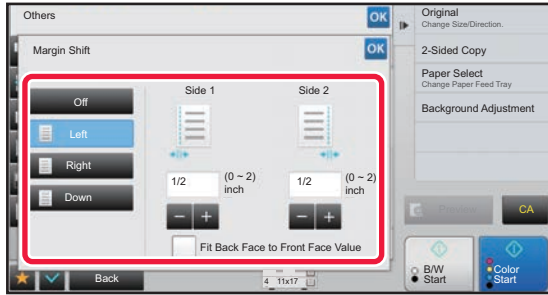 Others
OK
Margin Shift
OK
Off
Left
Right
Down
Side 1
Side 2
1/2
(0 ~ 2)
inch
1/2
(0 ~ 2)
inch
Fit Back Face to Front Face Value
Back
4 11x17
Original
Change Size/Direction.
2-Sided Copy
Paper Select
Change Paper Feed Tray
Background Adjustment
CA
B/W
Start
Color
Start